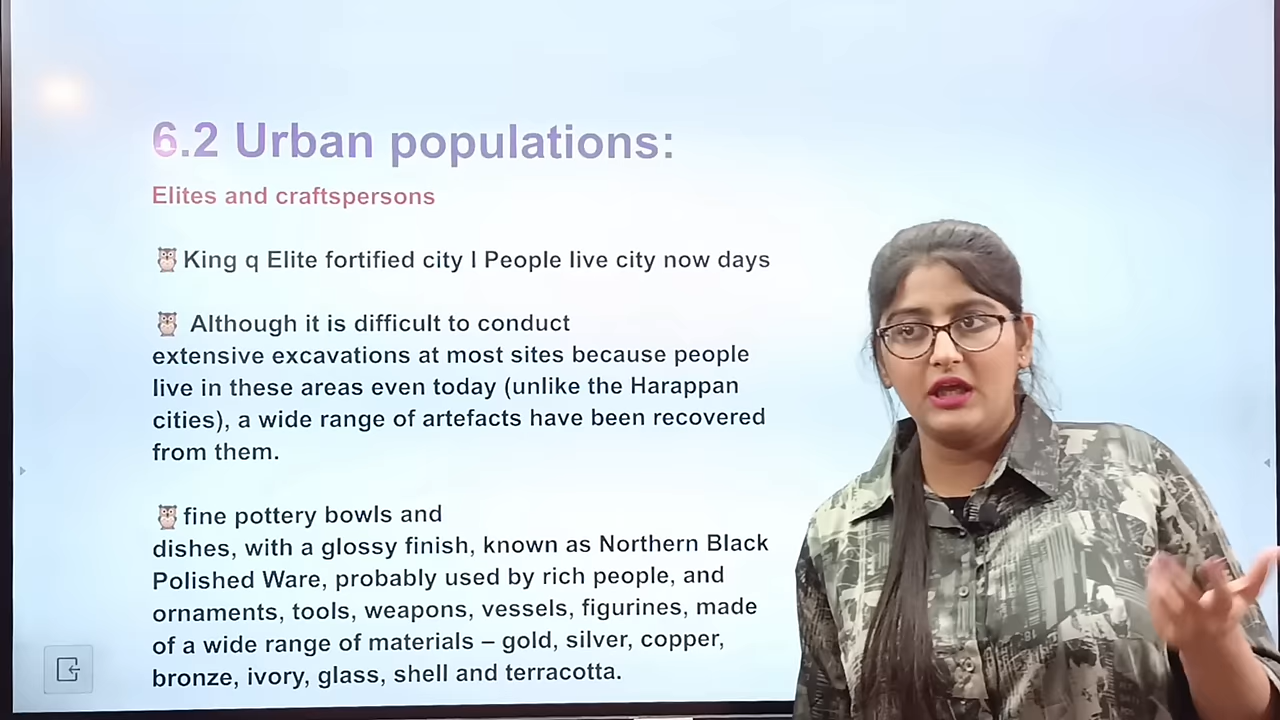 6.2 Urban populations:
Elites and craftspersons
King q Elite fortified city I People live city now days
Although it is difficult to conduct
extensive excavations at most sites because people
live in these areas even today (unlike the Harappan
cities), a wide range of artefacts have been recovered
from them.
fine pottery bowls and
dishes, with a glossy finish, known as Northern Black
Polished Ware, probably used by rich people, and
ornaments, tools, weapons, vessels, figurines, made
of a wide range of materials – gold, silver, copper,
bronze, ivory, glass, shell and terracotta.